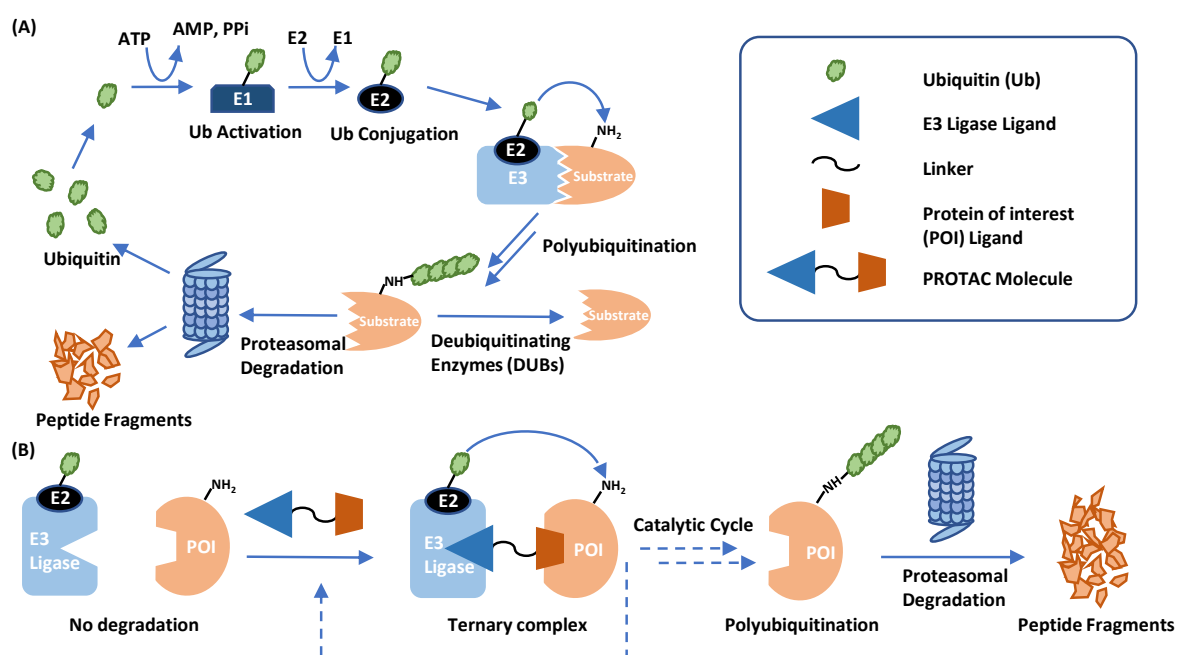 (A)
ATP
AMP, PPi
E2
E1
E1
E2
Ub Activation
Ub Conjugation
E2
E3
Substrate
NH2
Polyubiquitination
Ubiquitin
NH
Substrate
Substrate
Proteasomal
Degradation
Deubiquitinating
Enzymes (DUBs)
Peptide Fragments
Ubiquitin (Ub)
E3 Ligase Ligand
Linker
Protein of interest
(POI) Ligand
PROTAC Molecule
(B)
E2
E3
Ligase
NH2
POI
No degradation
E2
E3
Ligase
NH2
POI
Ternary complex
Catalytic Cycle
NH
POI
Polyubiquitination
Proteasomal
Degradation
Peptide Fragments